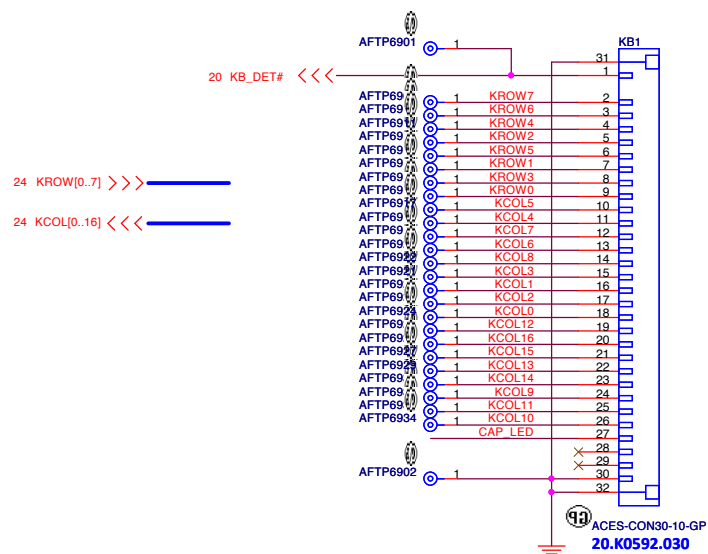 AFTP6901 1 KB1
31
20 KB_DET# 1
AFTP69 1 KROW7 2
AFTP69 1 KROW6 3
AFTP6911 1 KROW4 4
AFTP69 1 KROW2 5
AFTP69 1 KROW5 6
AFTP69 1 KROW1 7
24 KROW[0..7] AFTP69 1 KROW3 8
AFTP69 1 KROW0 9
AFTP6917 1 KCOL5 10
24 KCOL[0..16] AFTP69 1 KCOL4 11
AFTP69 1 KCOL7 12
AFTP69 1 KCOL6 13
AFTP6922 1 KCOL8 14
AFTP6921 1 KCOL3 15
AFTP69 1 KCOL1 16
AFTP69 1 KCOL2 17
AFTP6924 1 KCOL0 18
AFTP69 1 KCOL12 19
AFTP69 1 KCOL16 20
AFTP6927 1 KCOL15 21
AFTP6929 1 KCOL13 22
AFTP69 1 KCOL14 23
AFTP69 1 KCOL9 24
AFTP69 1 KCOL11 25
AFTP6934 1 KCOL10 26
CAP_LED 27
28
29
AFTP6902 1 30
32
GP
ACES-CON30-10-GP
20.K0592.030